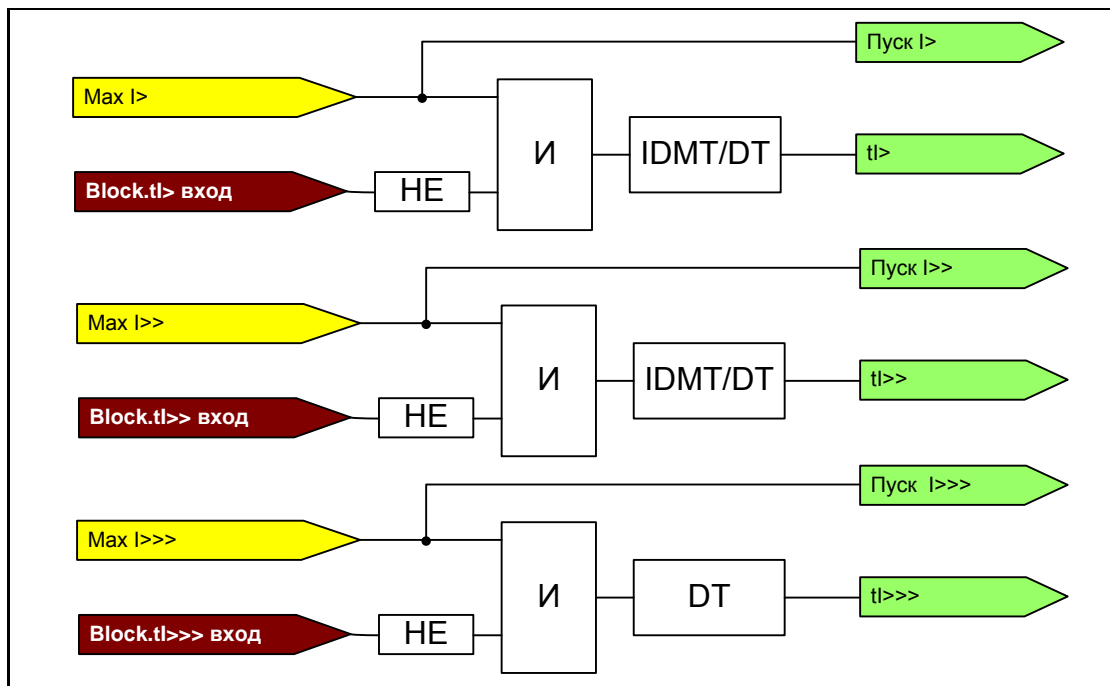 Пуск I>
Max I>
И
IDMT/DT
tI>
Block.tI> вход
НЕ
Пуск I>>
Max I>>
И
IDMT/DT
tI>>
Block.tI>> вход
НЕ
Пуск I>>>
Max I>>>
И
DT
tI>>>
Block.tI>>> вход
НЕ